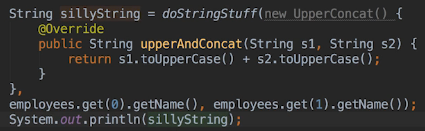 String sillyString = doStringStuff(new UpperConcat() {
@Override
public String upperAndConcat(String s1, String s2) {
return s1.toUpperCase() + s2.toUpperCase();
}
},
employees.get(0).getName(), employees.get(1).getName());
System.out.println(sillyString);